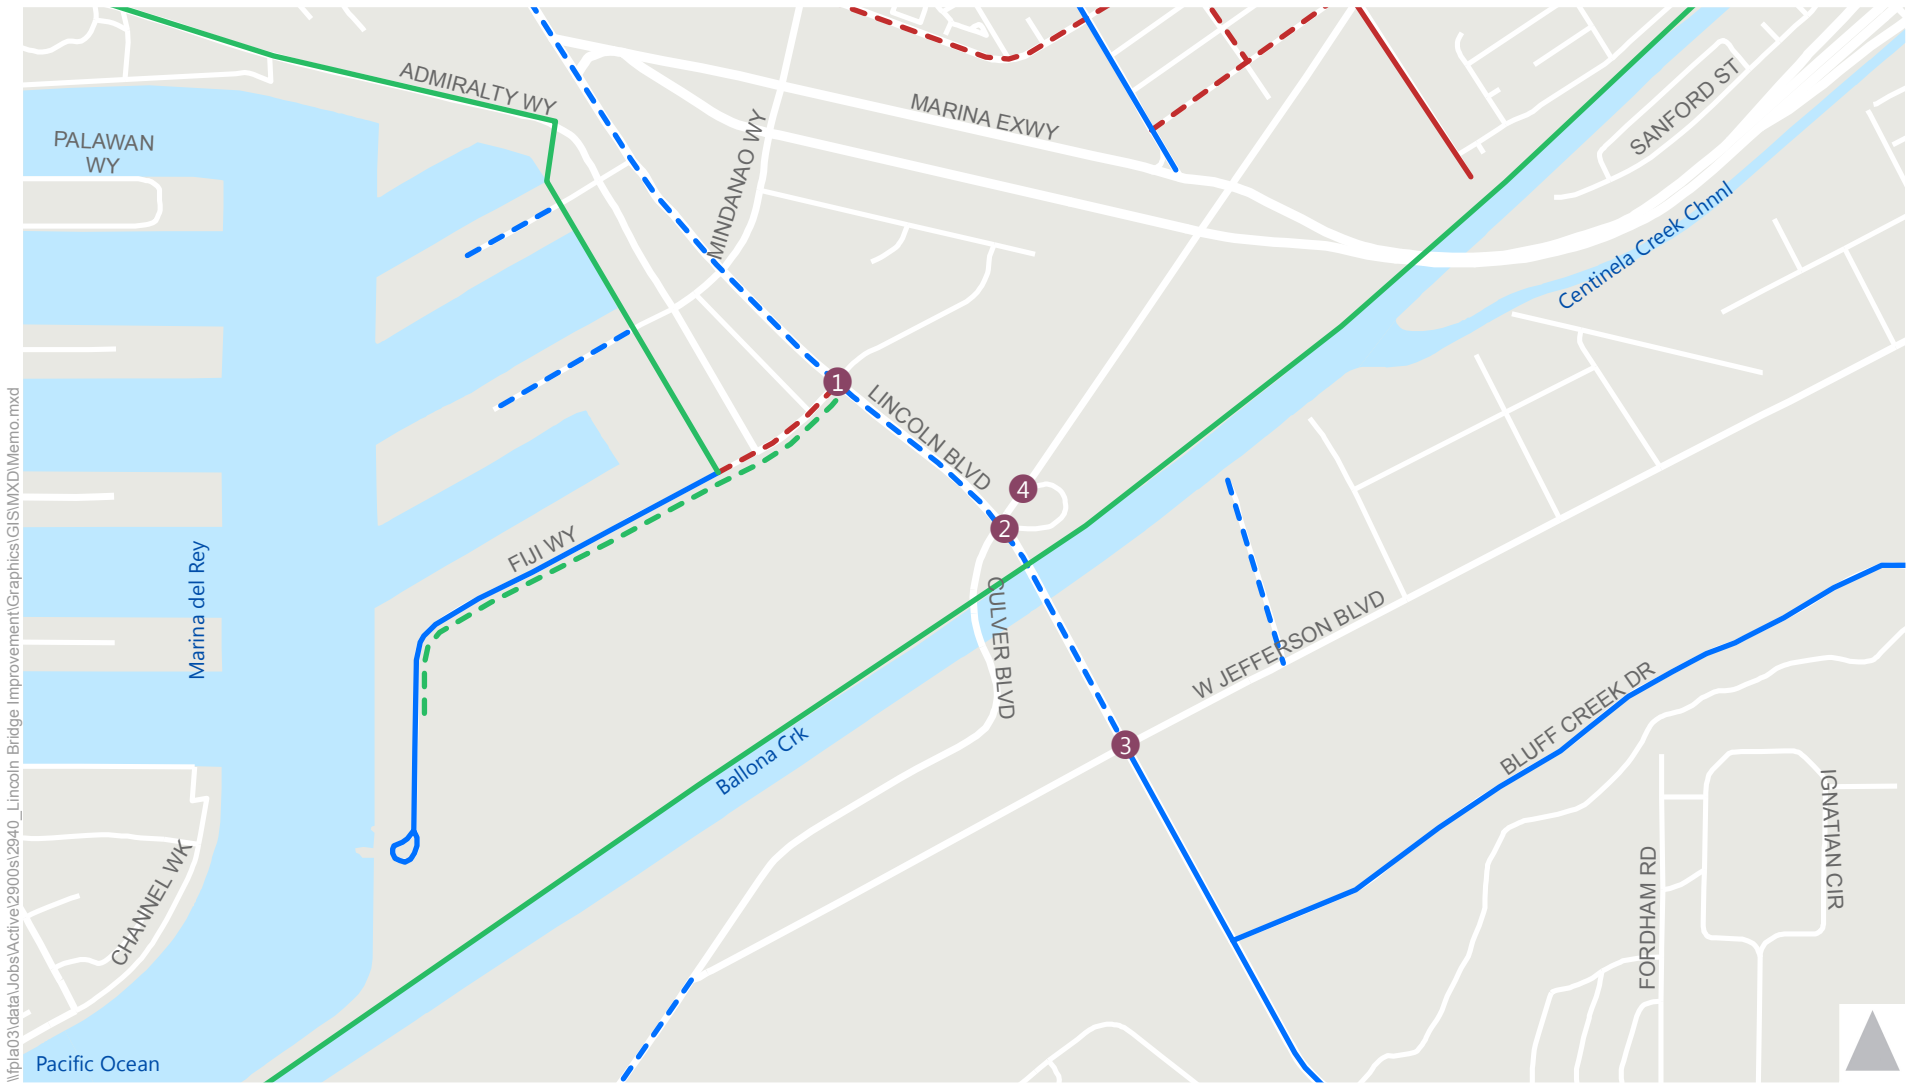 ADMIRALTY WY
MARINA EXWY
SANFORD ST
PALAWAN
WY
MINDANAO WY
Centinela Creek Chnnl
1
LINCOLN BLVD
4
2
FIJI WY
Marina del Rey
CULVER BLVD
W JEFFERSON BLVD
3
BLUFF CREEK DR
Ballona Crk
IGNATIAN CIR
FORDHAM RD
CHANNEL WK
Pacific Ocean
\\fpla03\data\Jobs\Active\2900s\2940_Lincoln Bridge Improvement\Graphics\GIS\MXD\Memo.mxd